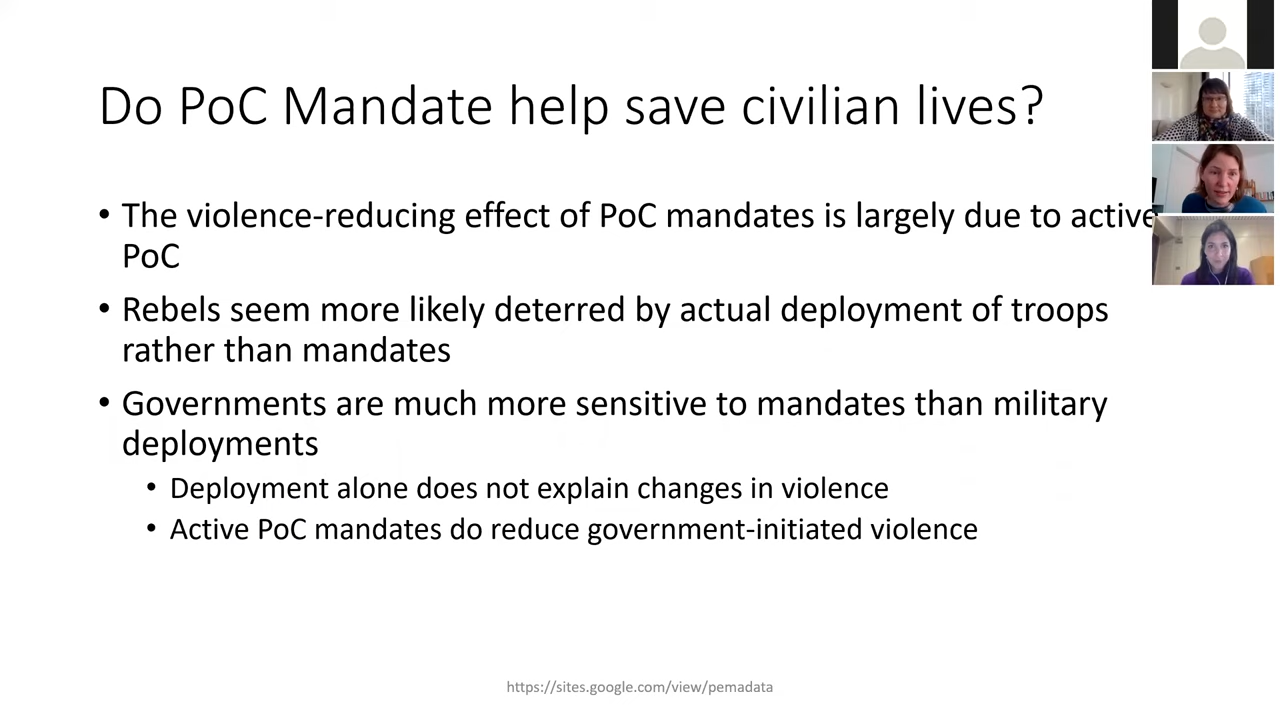 Do PoC Mandate help save civilian lives?
• The violence-reducing effect of PoC mandates is largely due to active
PoC
• Rebels seem more likely deterred by actual deployment of troops
rather than mandates
• Governments are much more sensitive to mandates than military
deployments
• Deployment alone does not explain changes in violence
• Active PoC mandates do reduce government-initiated violence
https://sites.google.com/view/pemadata